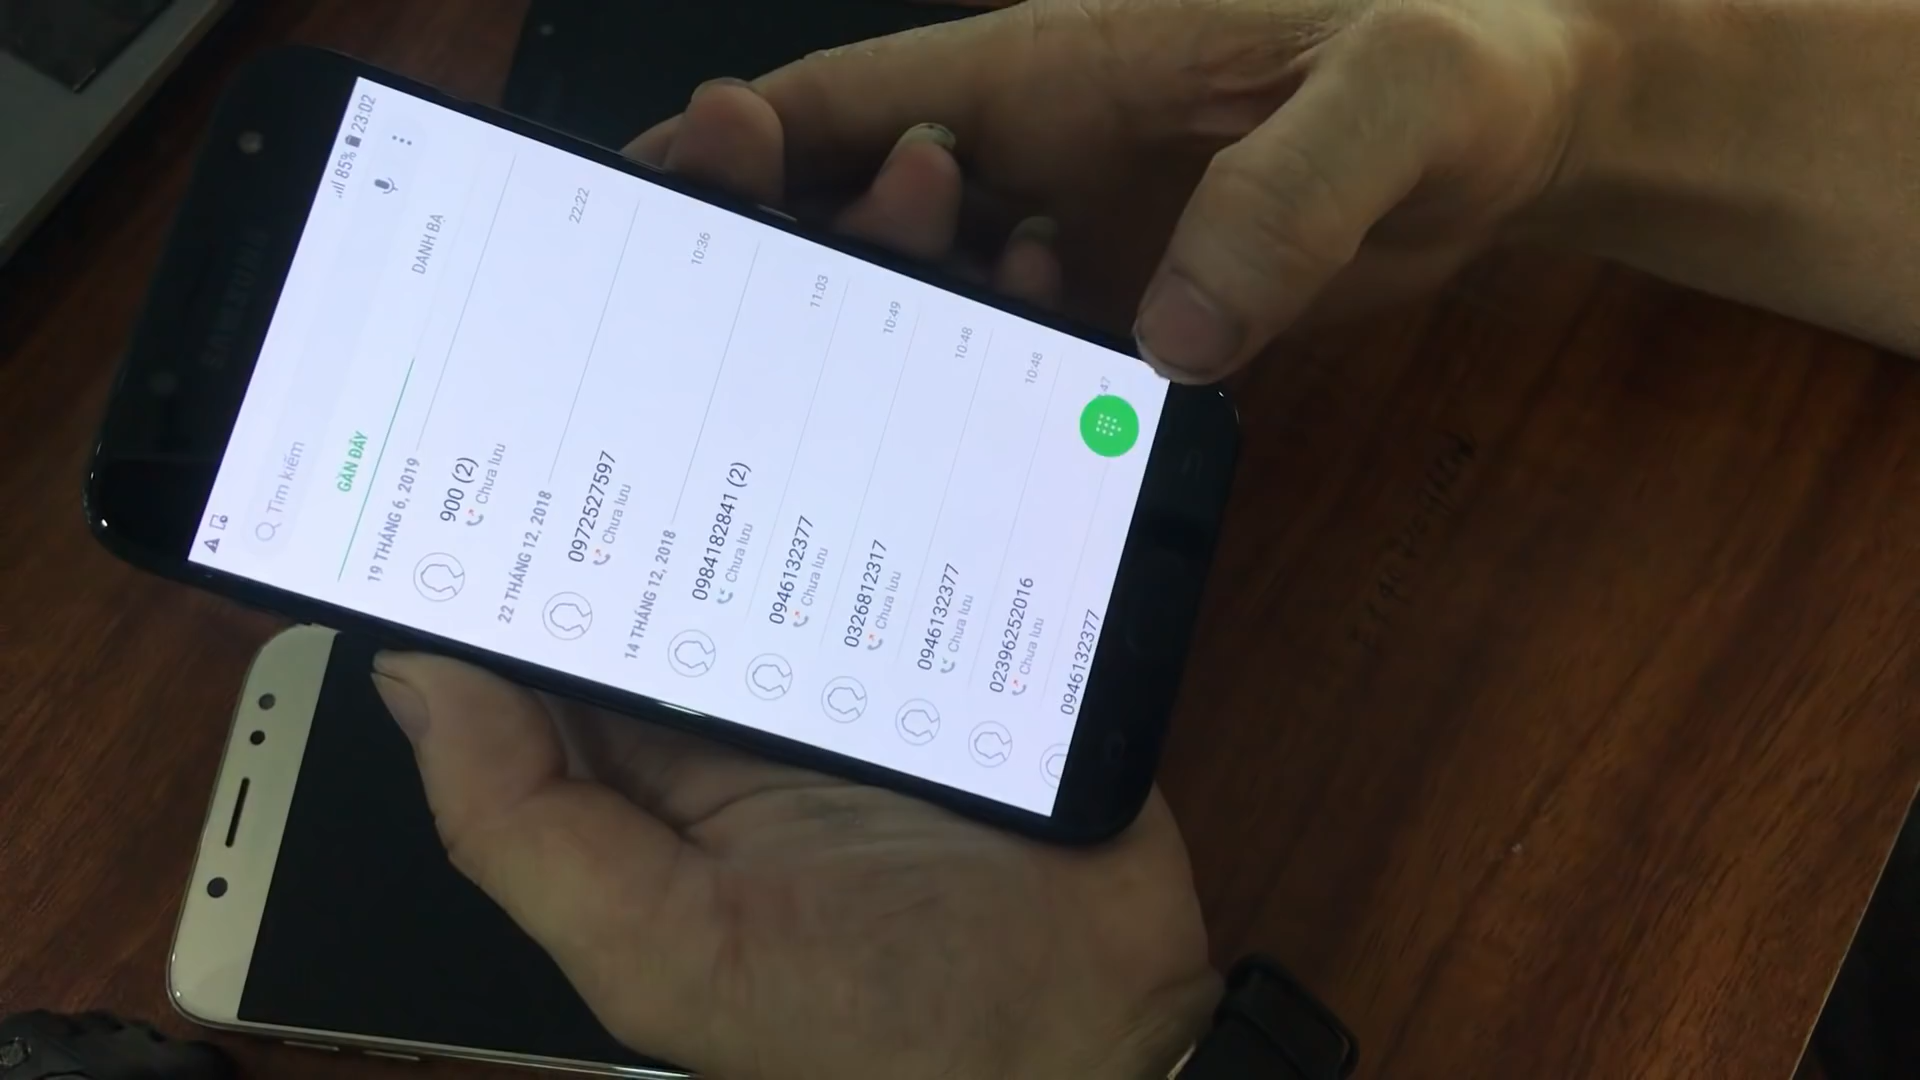 85% 23:02
Tìm kiếm
GẦN ĐÂY DANH BẠ
19 THÁNG 6, 2019
900 (2) 22:22
Chưa lưu
22 THÁNG 12, 2018
0972527597 10:36
Chưa lưu
14 THÁNG 12, 2018
0984182841 (2) 11:03
Chưa lưu
0946132377 10:49
Chưa lưu
0326812317 10:48
Chưa lưu
0946132377 10:48
Chưa lưu
02396252016 47
Chưa lưu
0946132377
SAMSUNG